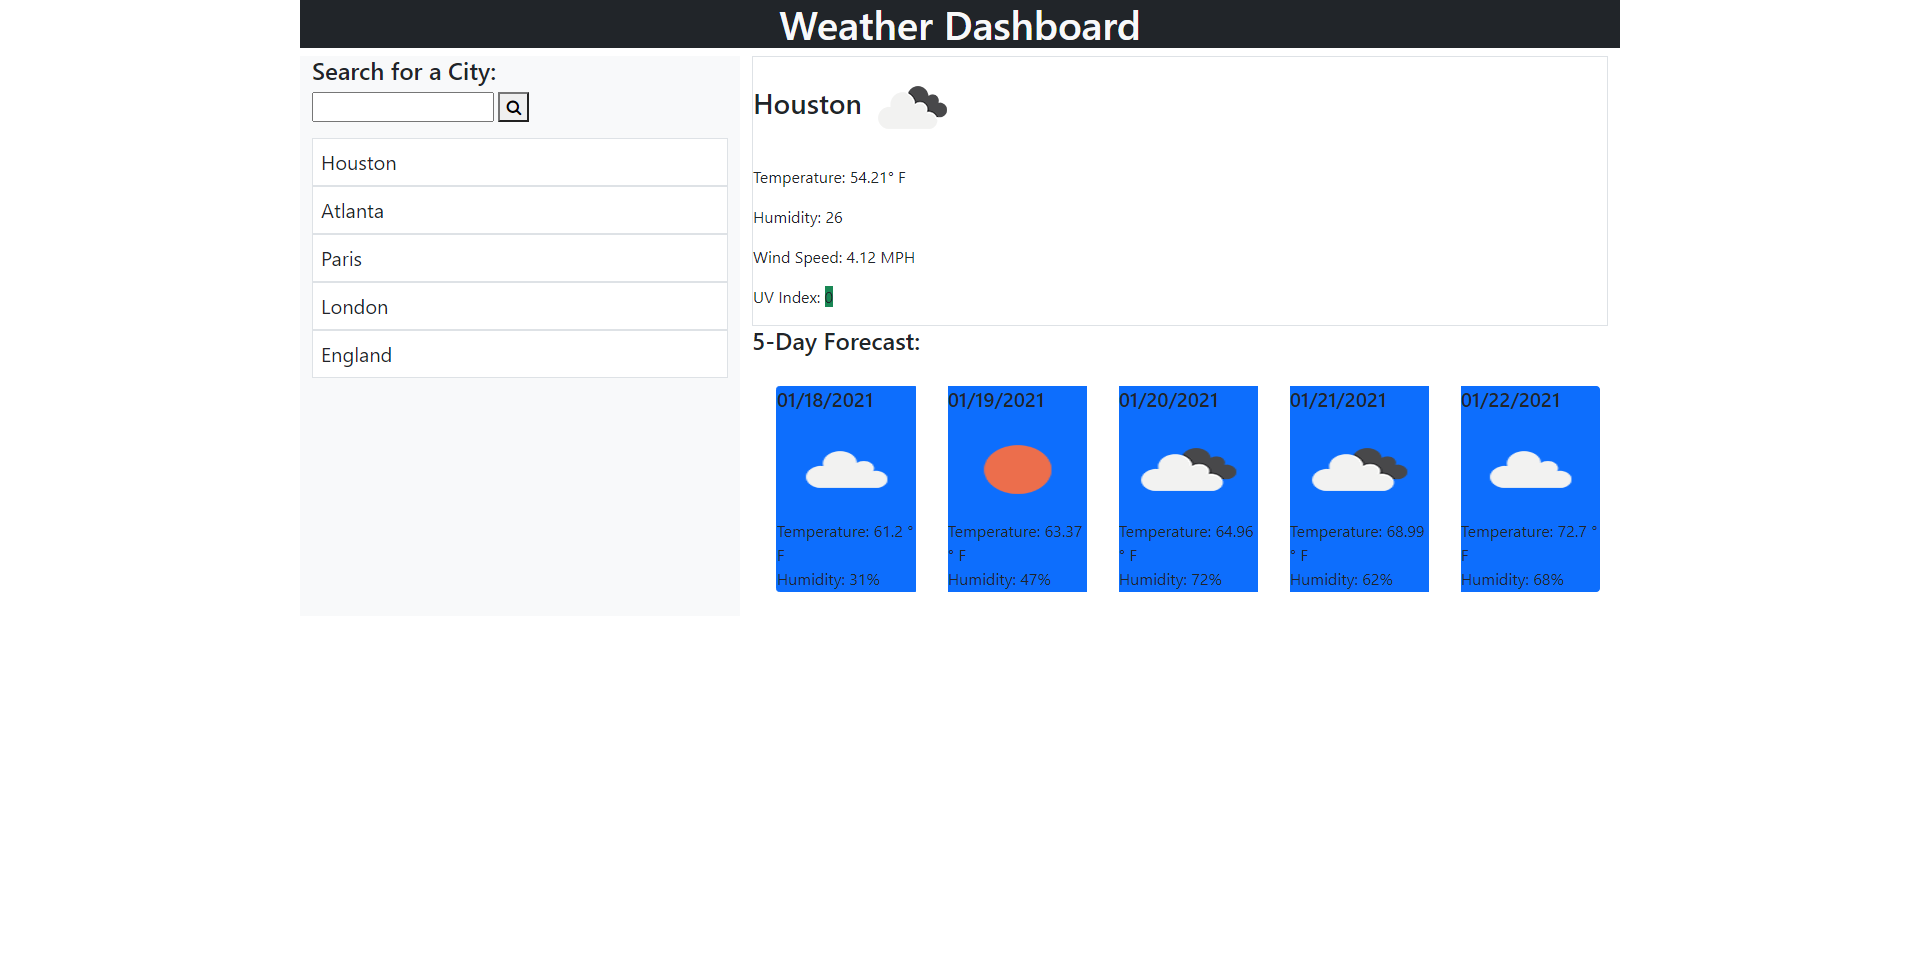 Weather Dashboard
Search for a City:
Houston
Atlanta
Paris
London
England
Houston
Temperature: 54.21° F
Humidity: 26
Wind Speed: 4.12 MPH
UV Index: 0
5-Day Forecast:
01/18/2021
Temperature: 61.2 °
F
Humidity: 31%
01/19/2021
Temperature: 63.37
° F
Humidity: 47%
01/20/2021
Temperature: 64.96
° F
Humidity: 72%
01/21/2021
Temperature: 68.99
° F
Humidity: 62%
01/22/2021
Temperature: 72.7 °
F
Humidity: 68%